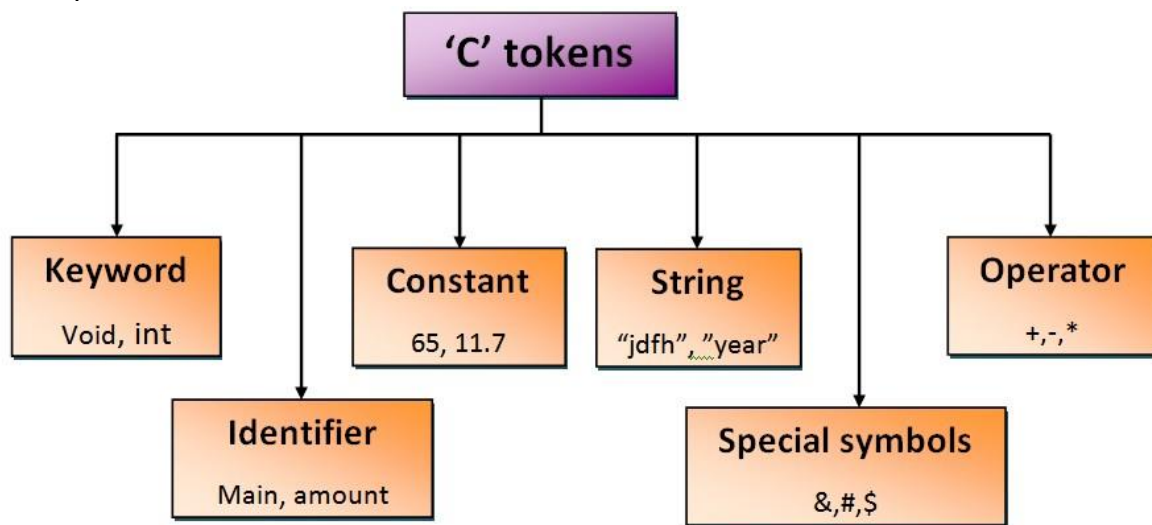 ‘C’ tokens
Keyword
Void, int
Identifier
Main, amount
Constant
65, 11.7
String
“jdfh”, ”year”
Special symbols
&,#,$
Operator
+,-,*